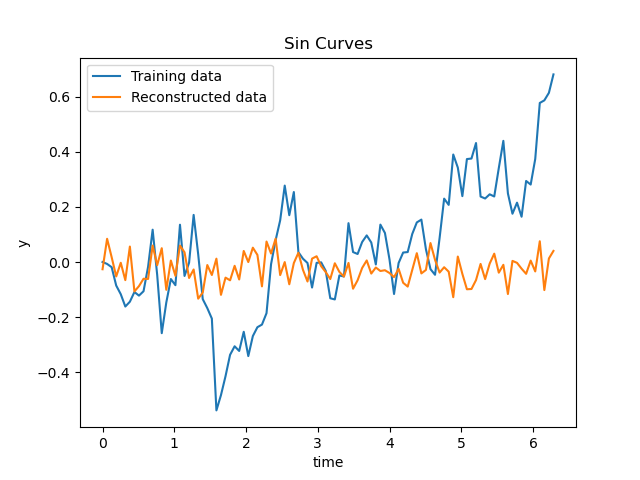 Sin Curves
Training data
Reconstructed data
0.6
0.4
0.2
0.0
−0.2
−0.4
y
0 1 2 3 4 5 6
time